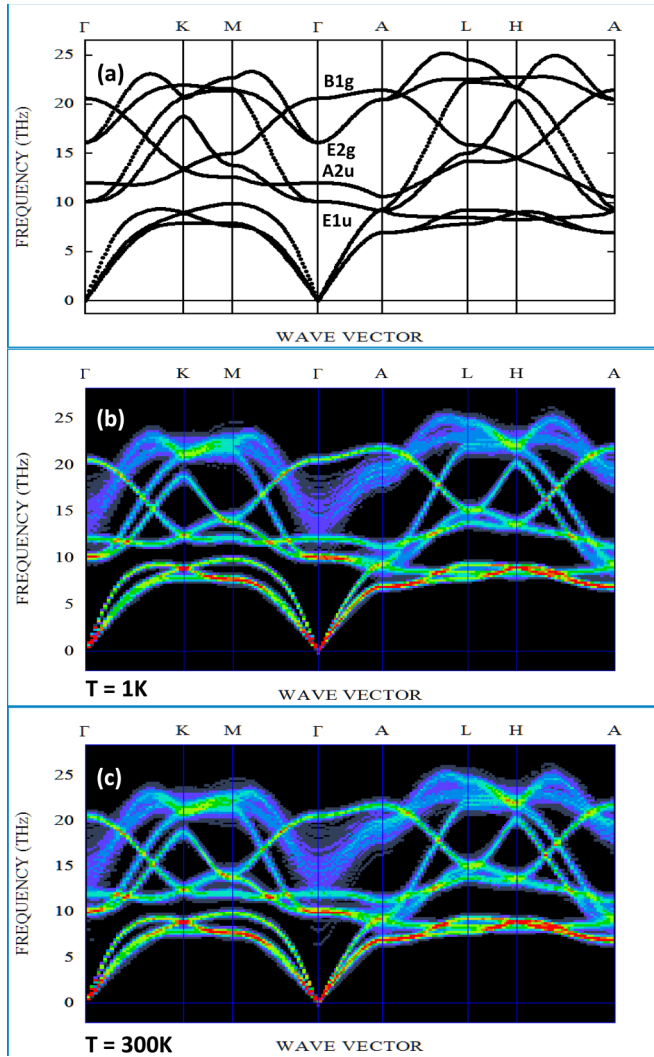 Γ K M Γ A L H A
(a)
25
20
15
10
5
0
B1g
E2g
A2u
E1u
FREQUENCY (THz)
WAVE VECTOR
Γ K M Γ A L H A
(b)
25
20
15
10
5
0
FREQUENCY (THz)
T = 1K
WAVE VECTOR
Γ K M Γ A L H A
(c)
25
20
15
10
5
0
FREQUENCY (THz)
T = 300K
WAVE VECTOR